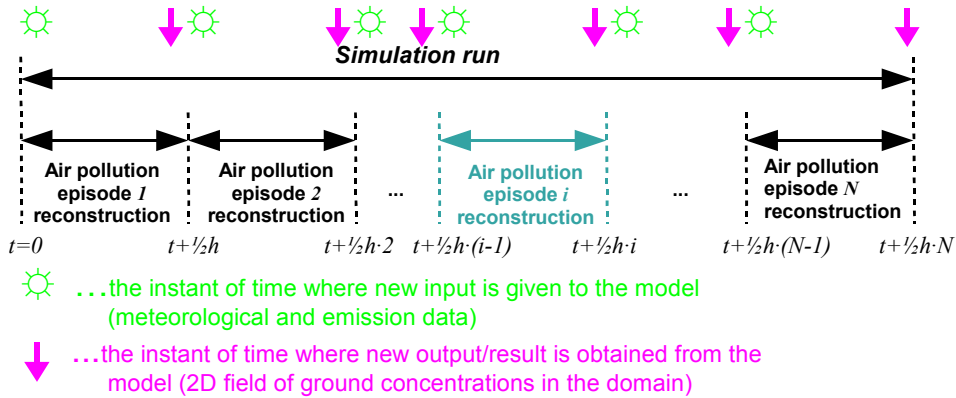 Simulation run
Air pollution episode 1 reconstruction
Air pollution episode 2 reconstruction
...
Air pollution episode i reconstruction
...
Air pollution episode N reconstruction
t=0
t+½h
t+½h·2
t+½h·(i-1)
t+½h·i
t+½h·(N-1)
t+½h·N
...the instant of time where new input is given to the model
(meteorological and emission data)
...the instant of time where new output/result is obtained from the
model (2D field of ground concentrations in the domain)